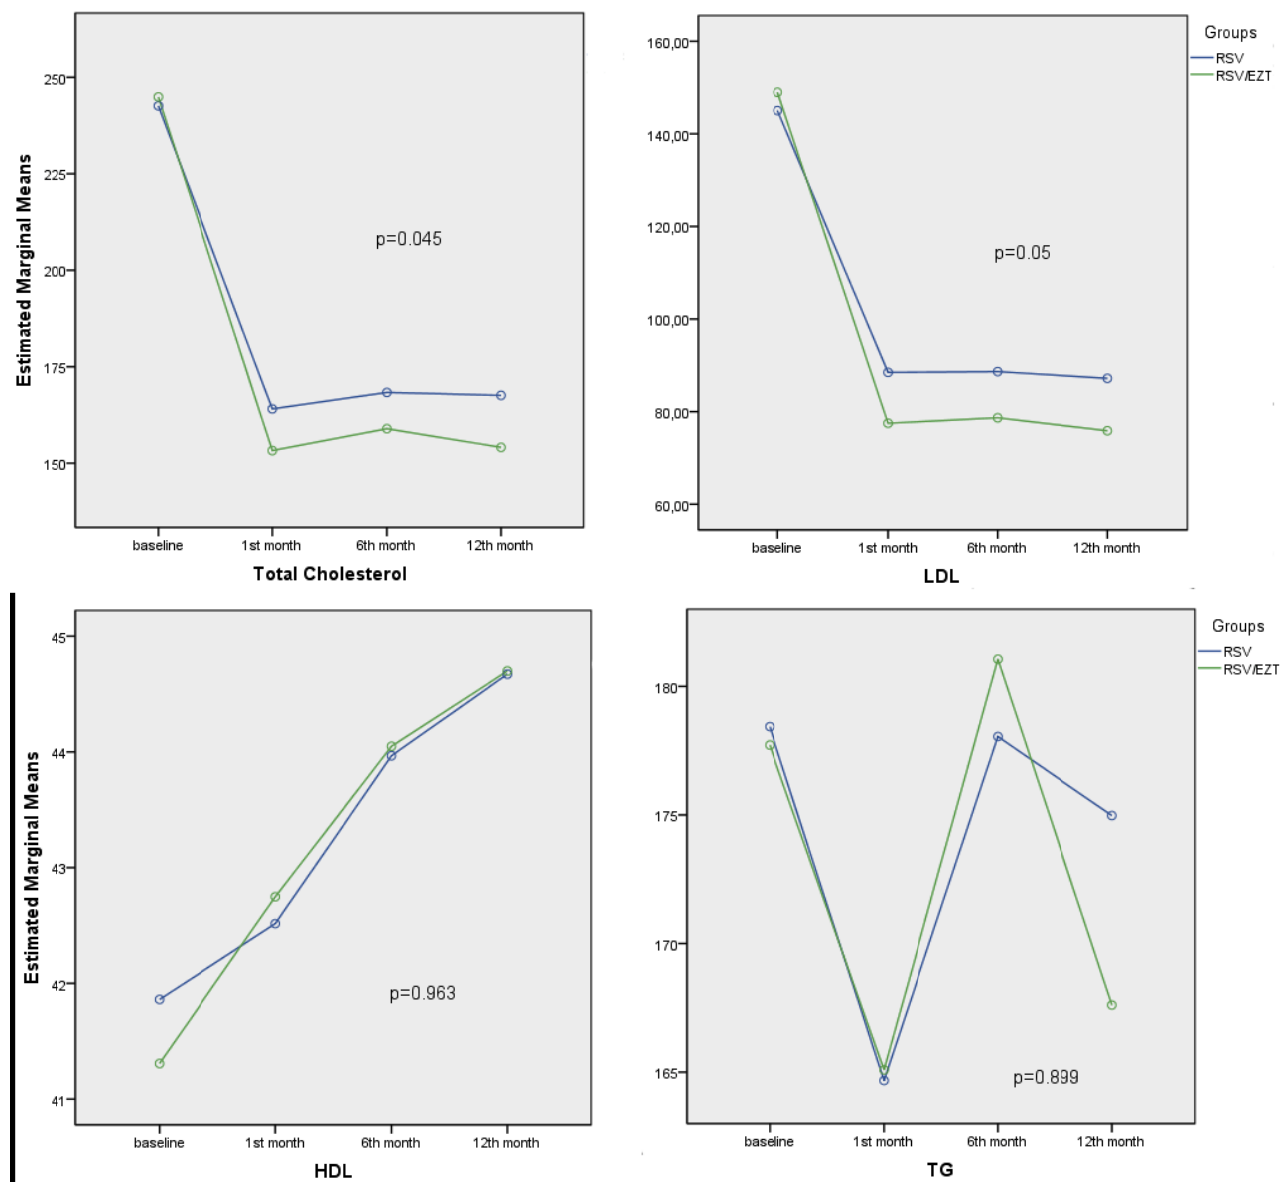 Estimated Marginal Means
250
225
200
175
150
p=0.045
baseline
1st month
6th month
12th month
Total Cholesterol
160,00
140,00
120,00
100,00
80,00
60,00
p=0.05
baseline
1st month
6th month
12th month
LDL
Groups
RSV
RSV/EZT
Estimated Marginal Means
45
44
43
42
41
p=0.963
baseline
1st month
6th month
12th month
HDL
180
175
170
165
p=0.899
baseline
1st month
6th month
12th month
TG
Groups
RSV
RSV/EZT